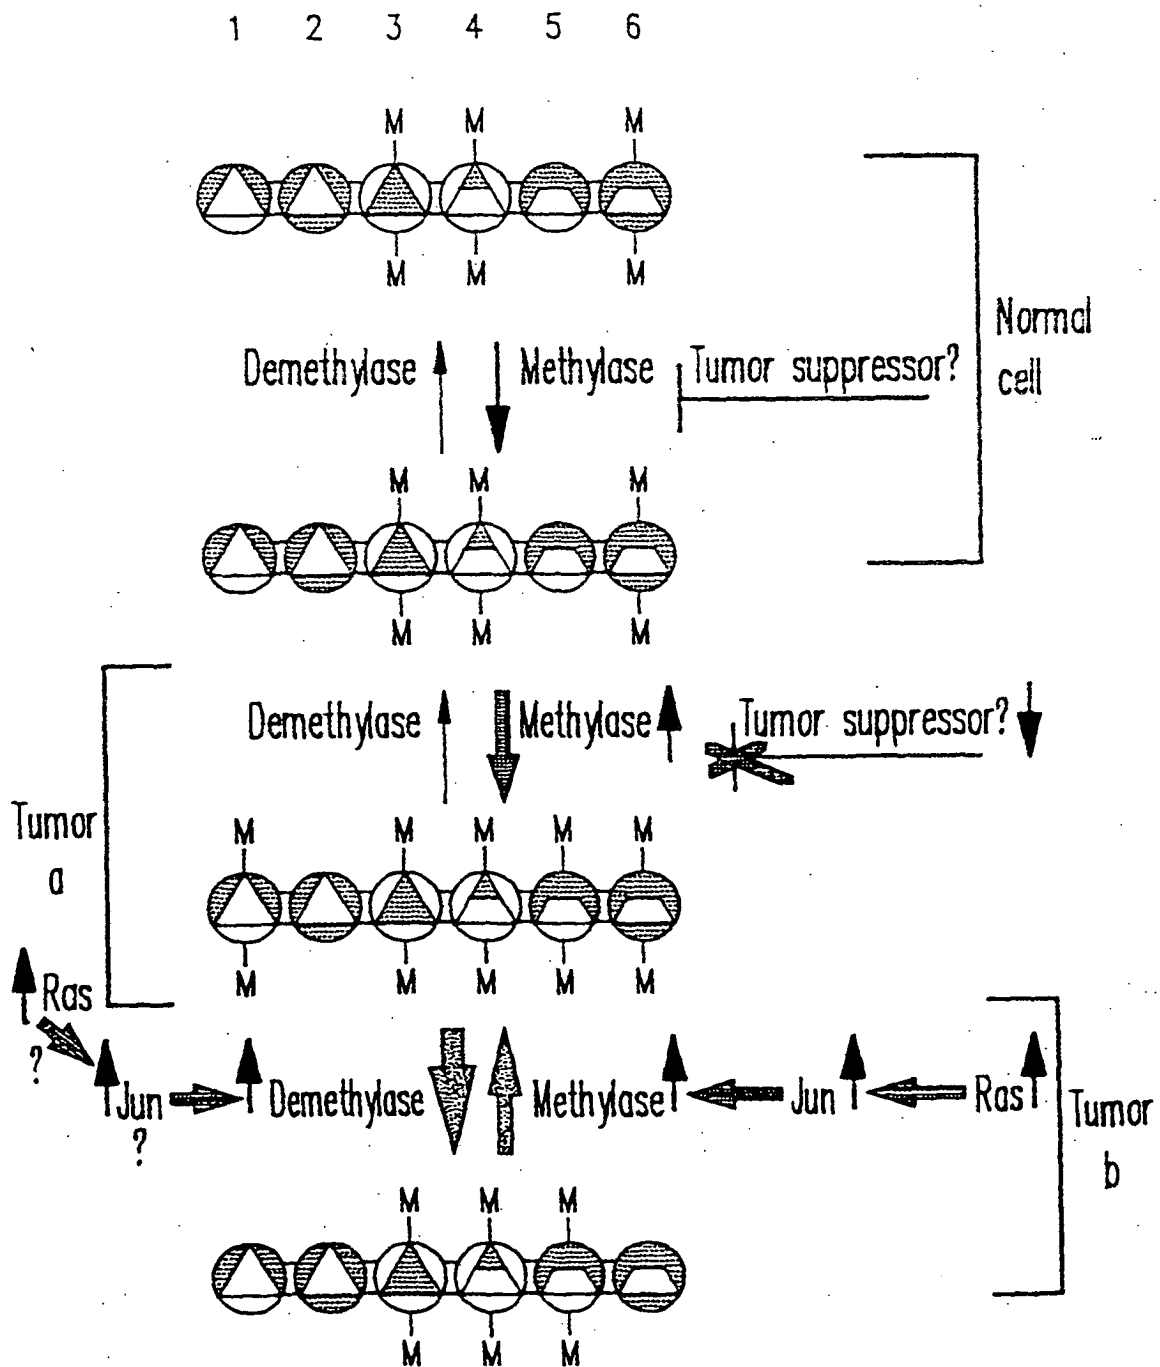 1 2 3 4 5 6
M M M
M M M
Demethylase Methylase Tumor suppressor?
Normal
cell
M M M
M M M
Demethylase Methylase Tumor suppressor?
Tumor
a
M M M M M
M M M M M
Ras
?
Jun Demethylase Methylase Jun Ras
?
Tumor
b
M M M
M M M